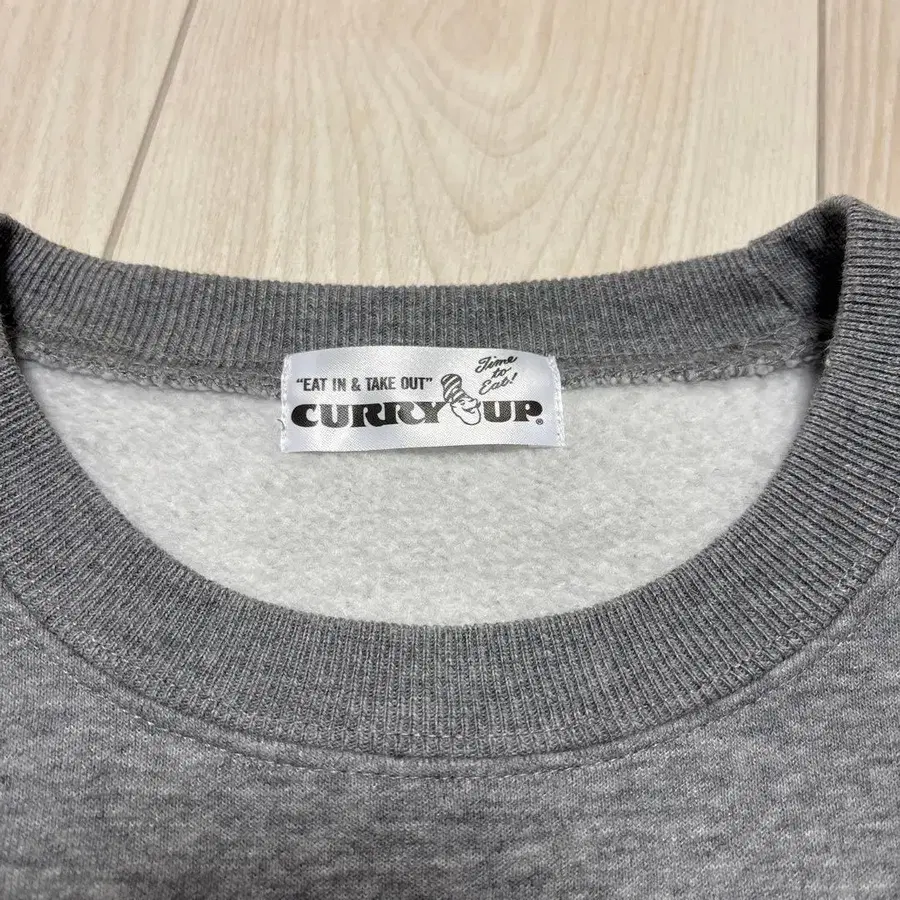 "EAT IN & TAKE OUT"
Time
to
Eat!
CURRY UP®